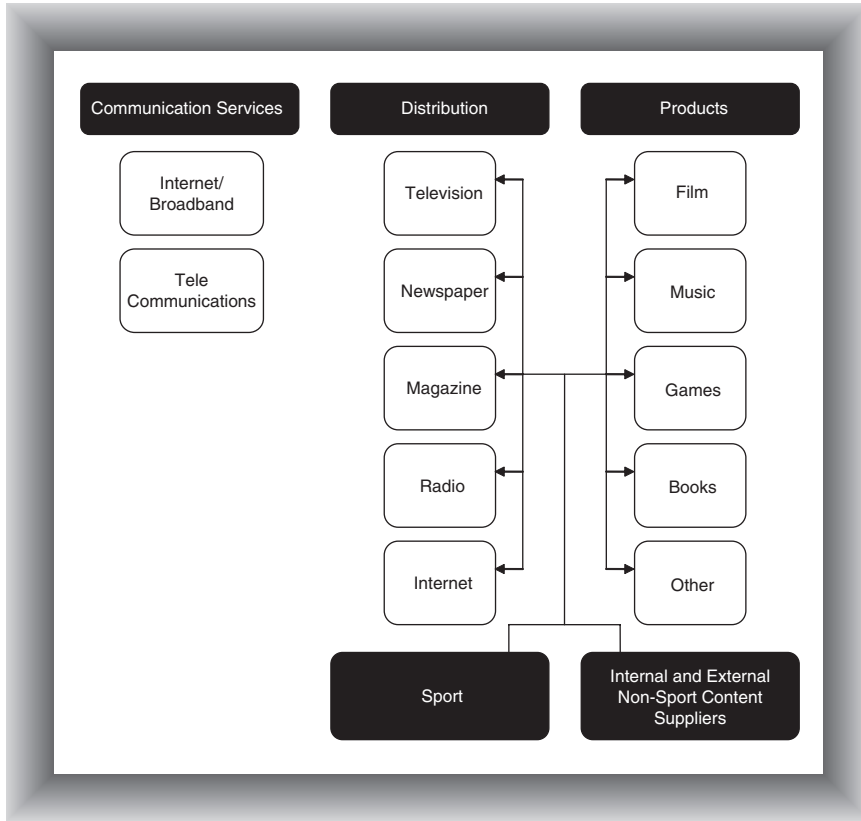 Communication Services
Distribution
Products
Internet/
Broadband
Tele
Communications
Television
Newspaper
Magazine
Radio
Internet
Film
Music
Games
Books
Other
Sport
Internal and External
Non-Sport Content
Suppliers